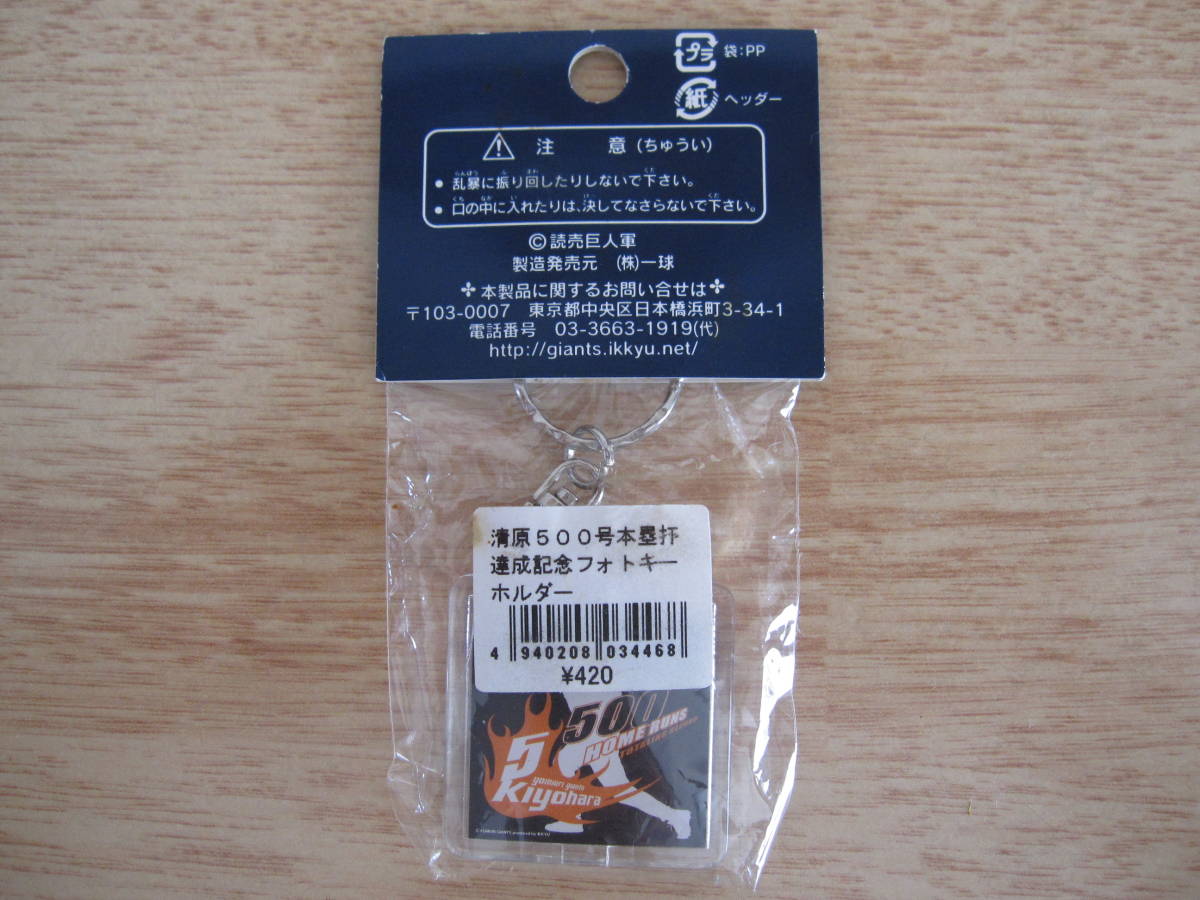 プラ 袋:PP
紙 ヘッダー
注 意 (ちゅうい)
• 乱暴に振り回したりしないで下さい。
• 口の中に入れたりは、決してなさらないで下さい。
©読売巨人軍
製造発売元 (株)一球
✤本製品に関するお問い合せは✤
〒103-0007 東京都中央区日本橋浜町3-34-1
電話番号 03-3663-1919(代)
http://giants.ikkyu.net/
清原500号本塁打
達成記念フォトキー
ホルダー
4 940208 034468
¥420
500
HOME RUNS
5
yomiuri giants
Kiyohara
© YOMIURI GIANTS produced by IKKYU